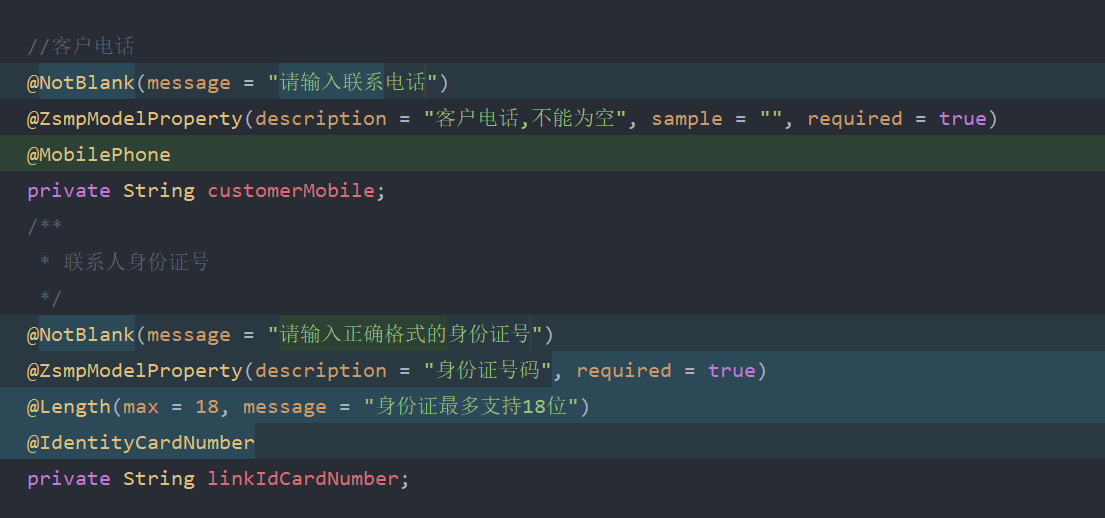 //客户电话
@NotBlank(message = "请输入联系电话")
@ZsmpModelProperty(description = "客户电话,不能为空", sample = "", required = true)
@MobilePhone
private String customerMobile;
/**
 * 联系人身份证号
 */
@NotBlank(message = "请输入正确格式的身份证号")
@ZsmpModelProperty(description = "身份证号码", required = true)
@Length(max = 18, message = "身份证最多支持18位")
@IdentityCardNumber
private String linkIdCardNumber;